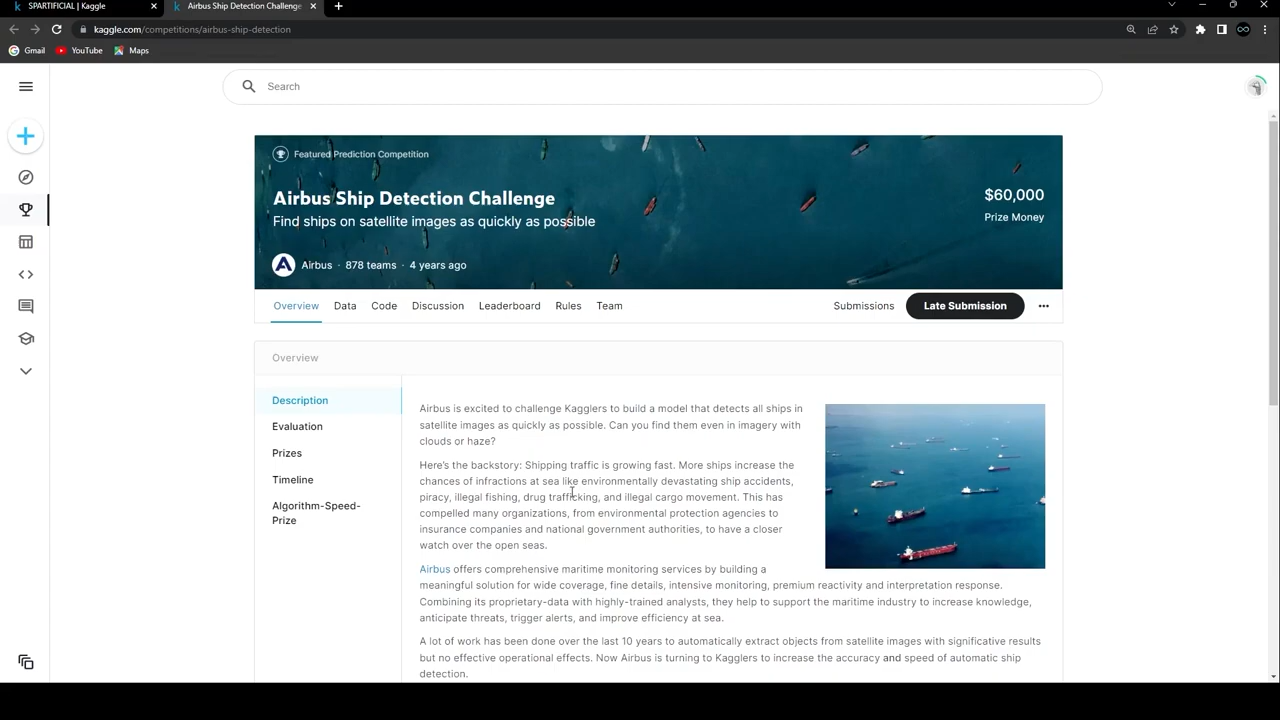 SPARTIFICIAL | Kaggle
Airbus Ship Detection Challenge
kaggle.com/competitions/airbus-ship-detection
Gmail YouTube Maps
Search
Featured Prediction Competition
Airbus Ship Detection Challenge
Find ships on satellite images as quickly as possible
$60,000
Prize Money
Airbus · 878 teams · 4 years ago
Overview Data Code Discussion Leaderboard Rules Team Submissions Late Submission
Overview
Description
Evaluation
Prizes
Timeline
Algorithm-Speed-
Prize
Airbus is excited to challenge Kagglers to build a model that detects all ships in
satellite images as quickly as possible. Can you find them even in imagery with
clouds or haze?
Here's the backstory: Shipping traffic is growing fast. More ships increase the
chances of infractions at sea like environmentally devastating ship accidents,
piracy, illegal fishing, drug trafficking, and illegal cargo movement. This has
compelled many organizations, from environmental protection agencies to
insurance companies and national government authorities, to have a closer
watch over the open seas.
Airbus offers comprehensive maritime monitoring services by building a
meaningful solution for wide coverage, fine details, intensive monitoring, premium reactivity and interpretation response.
Combining its proprietary-data with highly-trained analysts, they help to support the maritime industry to increase knowledge,
anticipate threats, trigger alerts, and improve efficiency at sea.
A lot of work has been done over the last 10 years to automatically extract objects from satellite images with significative results
but no effective operational effects. Now Airbus is turning to Kagglers to increase the accuracy and speed of automatic ship
detection.